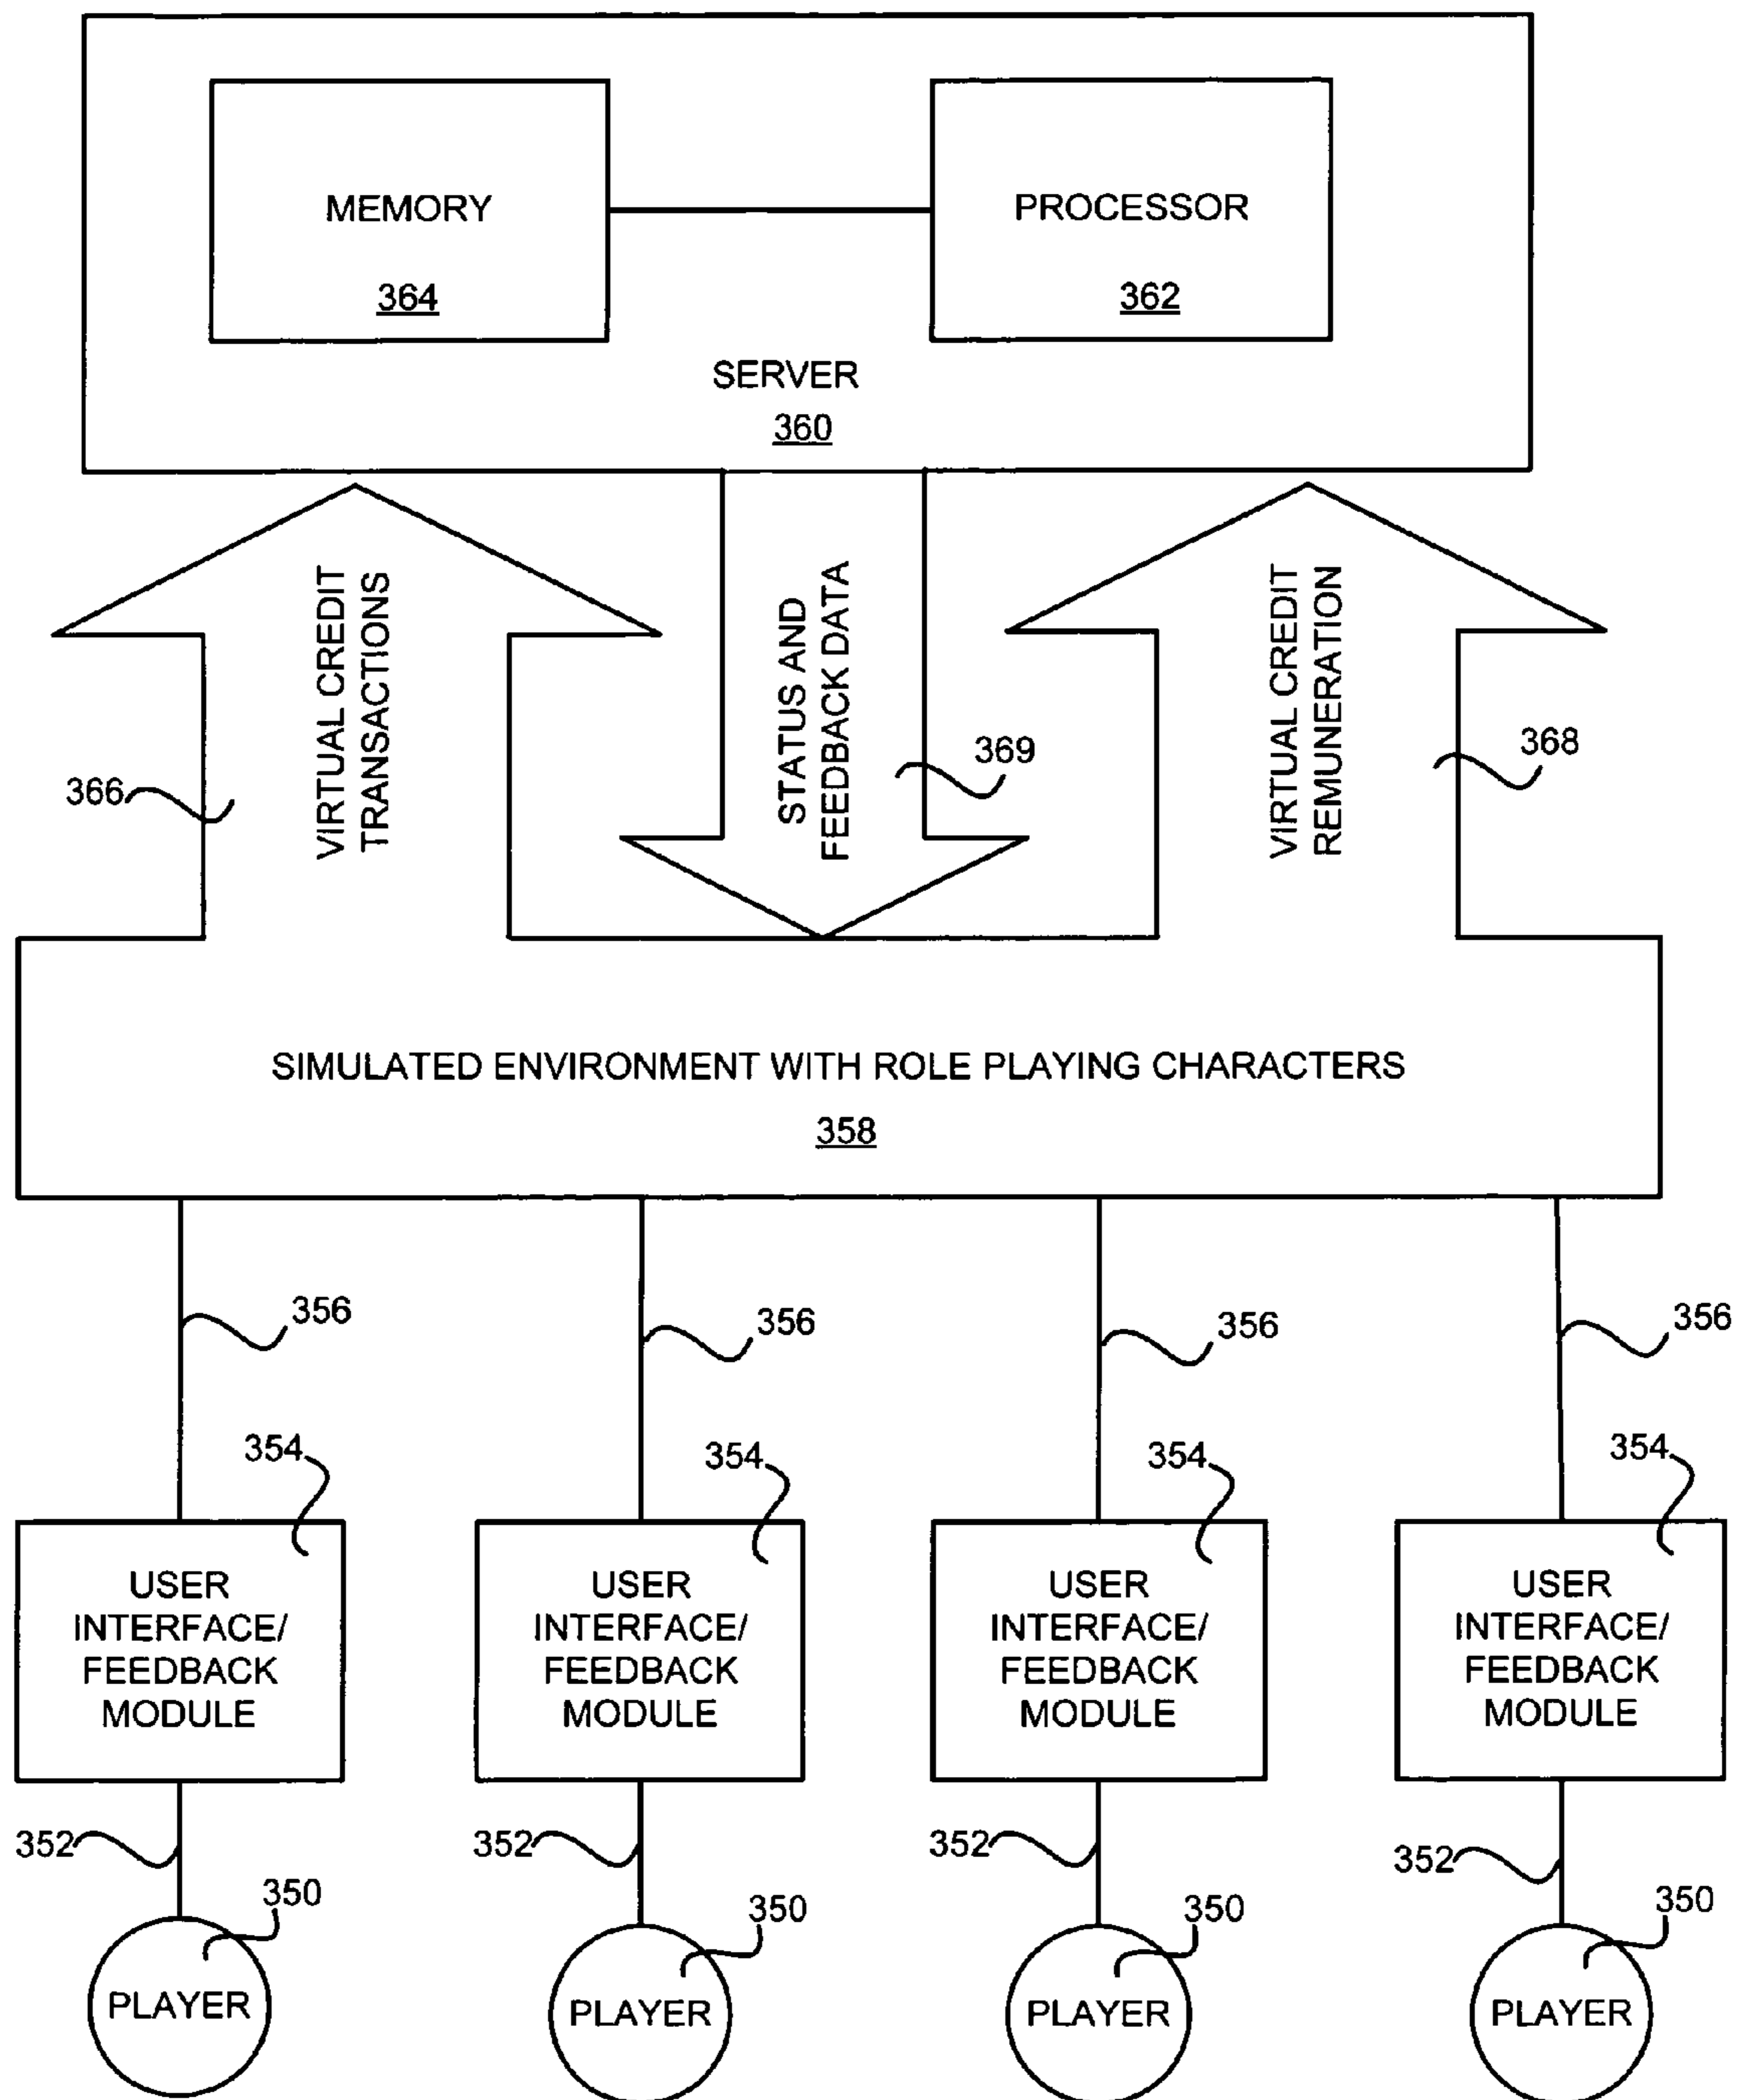 MEMORY
364
PROCESSOR
362
SERVER
360
VIRTUAL CREDIT
TRANSACTIONS
366
STATUS AND
FEEDBACK DATA
369
VIRTUAL CREDIT
REMUNERATION
368
SIMULATED ENVIRONMENT WITH ROLE PLAYING CHARACTERS
358
356
356
356
356
354
354
354
354
USER
INTERFACE/
FEEDBACK
MODULE
USER
INTERFACE/
FEEDBACK
MODULE
USER
INTERFACE/
FEEDBACK
MODULE
USER
INTERFACE/
FEEDBACK
MODULE
352
352
352
352
350
350
350
350
PLAYER
PLAYER
PLAYER
PLAYER